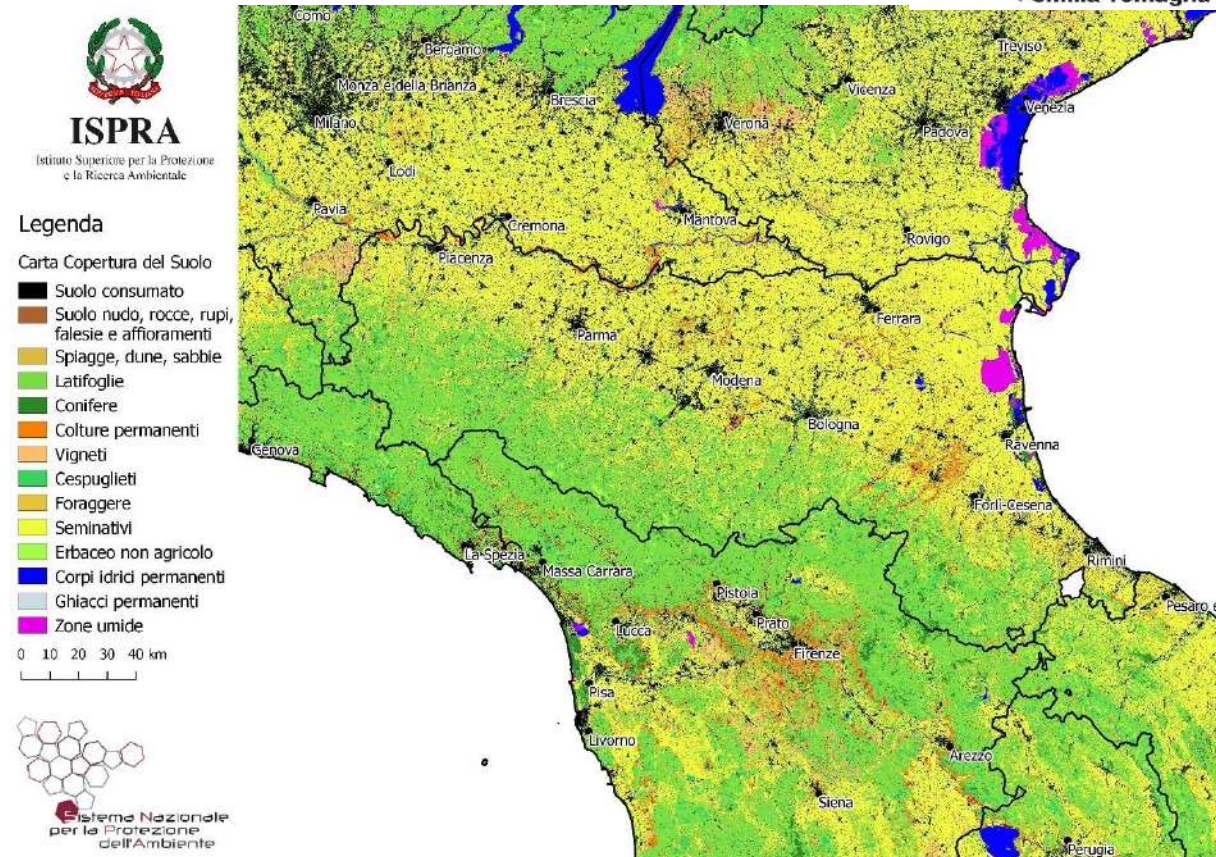 ISPRA
Istituto Superiore per la Protezione
e la Ricerca Ambientale
Legenda
Carta Copertura del Suolo
Suolo consumato
Suolo nudo, rocce, rupi,
falesie e affioramenti
Spiagge, dune, sabbie
Latifoglie
Conifere
Colture permanenti
Vigneti
Cespuglieti
Foraggere
Seminativi
Erbaceo non agricolo
Corpi idrici permanenti
Ghiacci permanenti
Zone umide
0 10 20 30 40 km
Sistema Nazionale
per la Protezione
dell'Ambiente
Como
Bergamo
Treviso
Monza e della Brianza
Brescia
Vicenza
Venezia
Milano
Verona
Padova
Lodi
Pavia
Cremona
Mantova
Rovigo
Piacenza
Ferrara
Parma
Modena
Bologna
Ravenna
Genova
Forlì-Cesena
La Spezia
Massa Carrara
Rimini
Pistoia
Pesaro e
Lucca
Prato
Firenze
Pisa
Livorno
Arezzo
Siena
Perugia